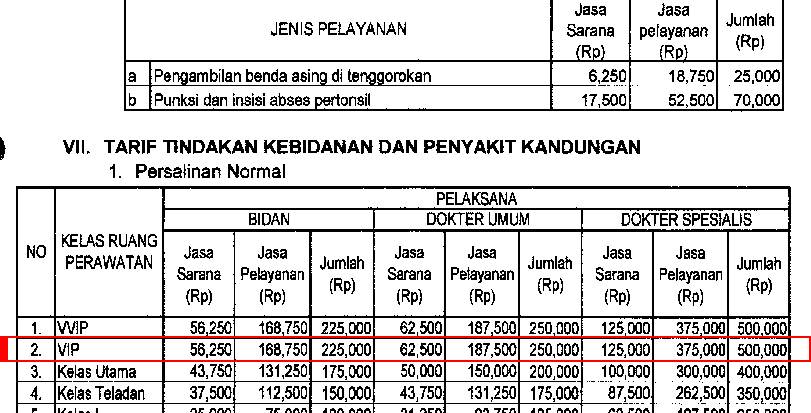 JENIS PELAYANAN Jasa Sarana (Rp) Jasa pelayanan (Rp) Jumlah (Rp)
a Pengambilan benda asing di tenggorokan 6,250 18,750 25,000
b Punksi dan insisi abses pertonsil 17,500 52,500 70,000
VII. TARIF TINDAKAN KEBIDANAN DAN PENYAKIT KANDUNGAN
1. Persalinan Normal
NO KELAS RUANG PERAWATAN PELAKSANA
BIDAN DOKTER UMUM DOKTER SPESIALIS
Jasa Sarana (Rp) Jasa Pelayanan (Rp) Jumlah (Rp) Jasa Sarana (Rp) Jasa Pelayanan (Rp) Jumlah (Rp) Jasa Sarana (Rp) Jasa Pelayanan (Rp) Jumlah (Rp)
1. VVIP 56,250 168,750 225,000 62,500 187,500 250,000 125,000 375,000 500,000
2. VIP 56,250 168,750 225,000 62,500 187,500 250,000 125,000 375,000 500,000
3. Kelas Utama 43,750 131,250 175,000 50,000 150,000 200,000 100,000 300,000 400,000
4. Kelas Teladan 37,500 112,500 150,000 43,750 131,250 175,000 87,500 262,500 350,000